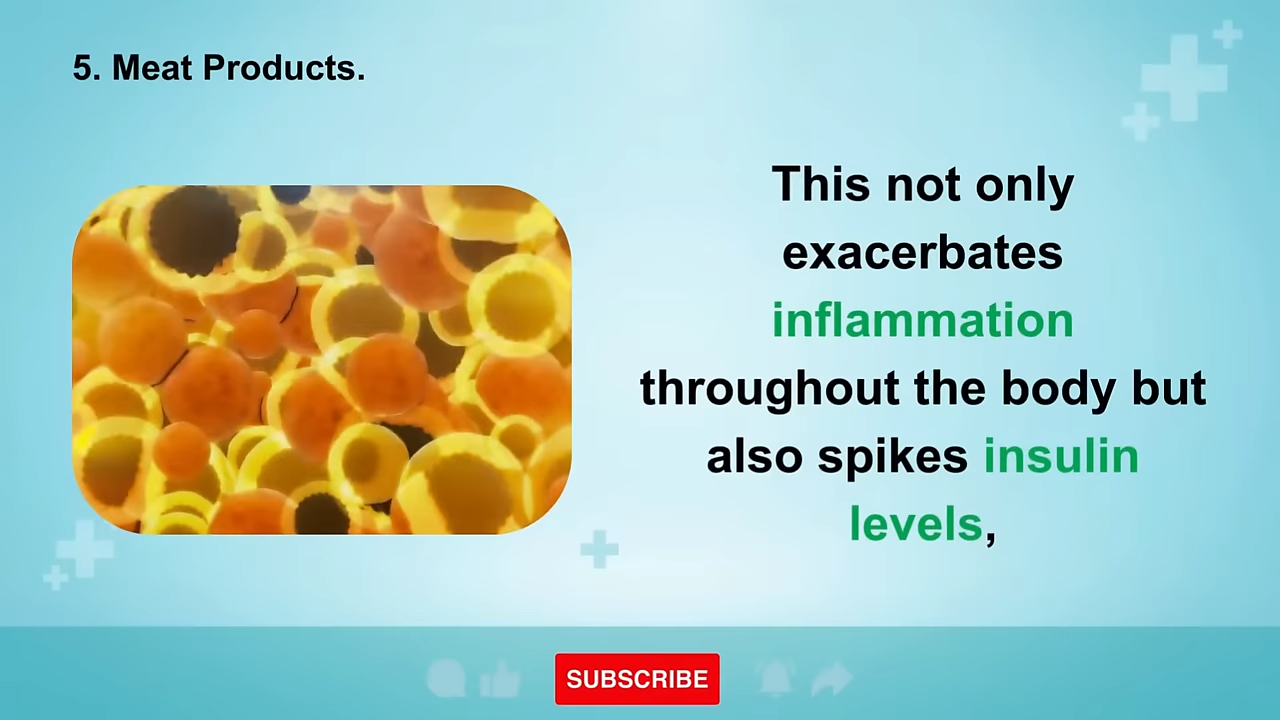 5. Meat Products.
This not only
exacerbates
inflammation
throughout the body but
also spikes insulin
levels,
SUBSCRIBE